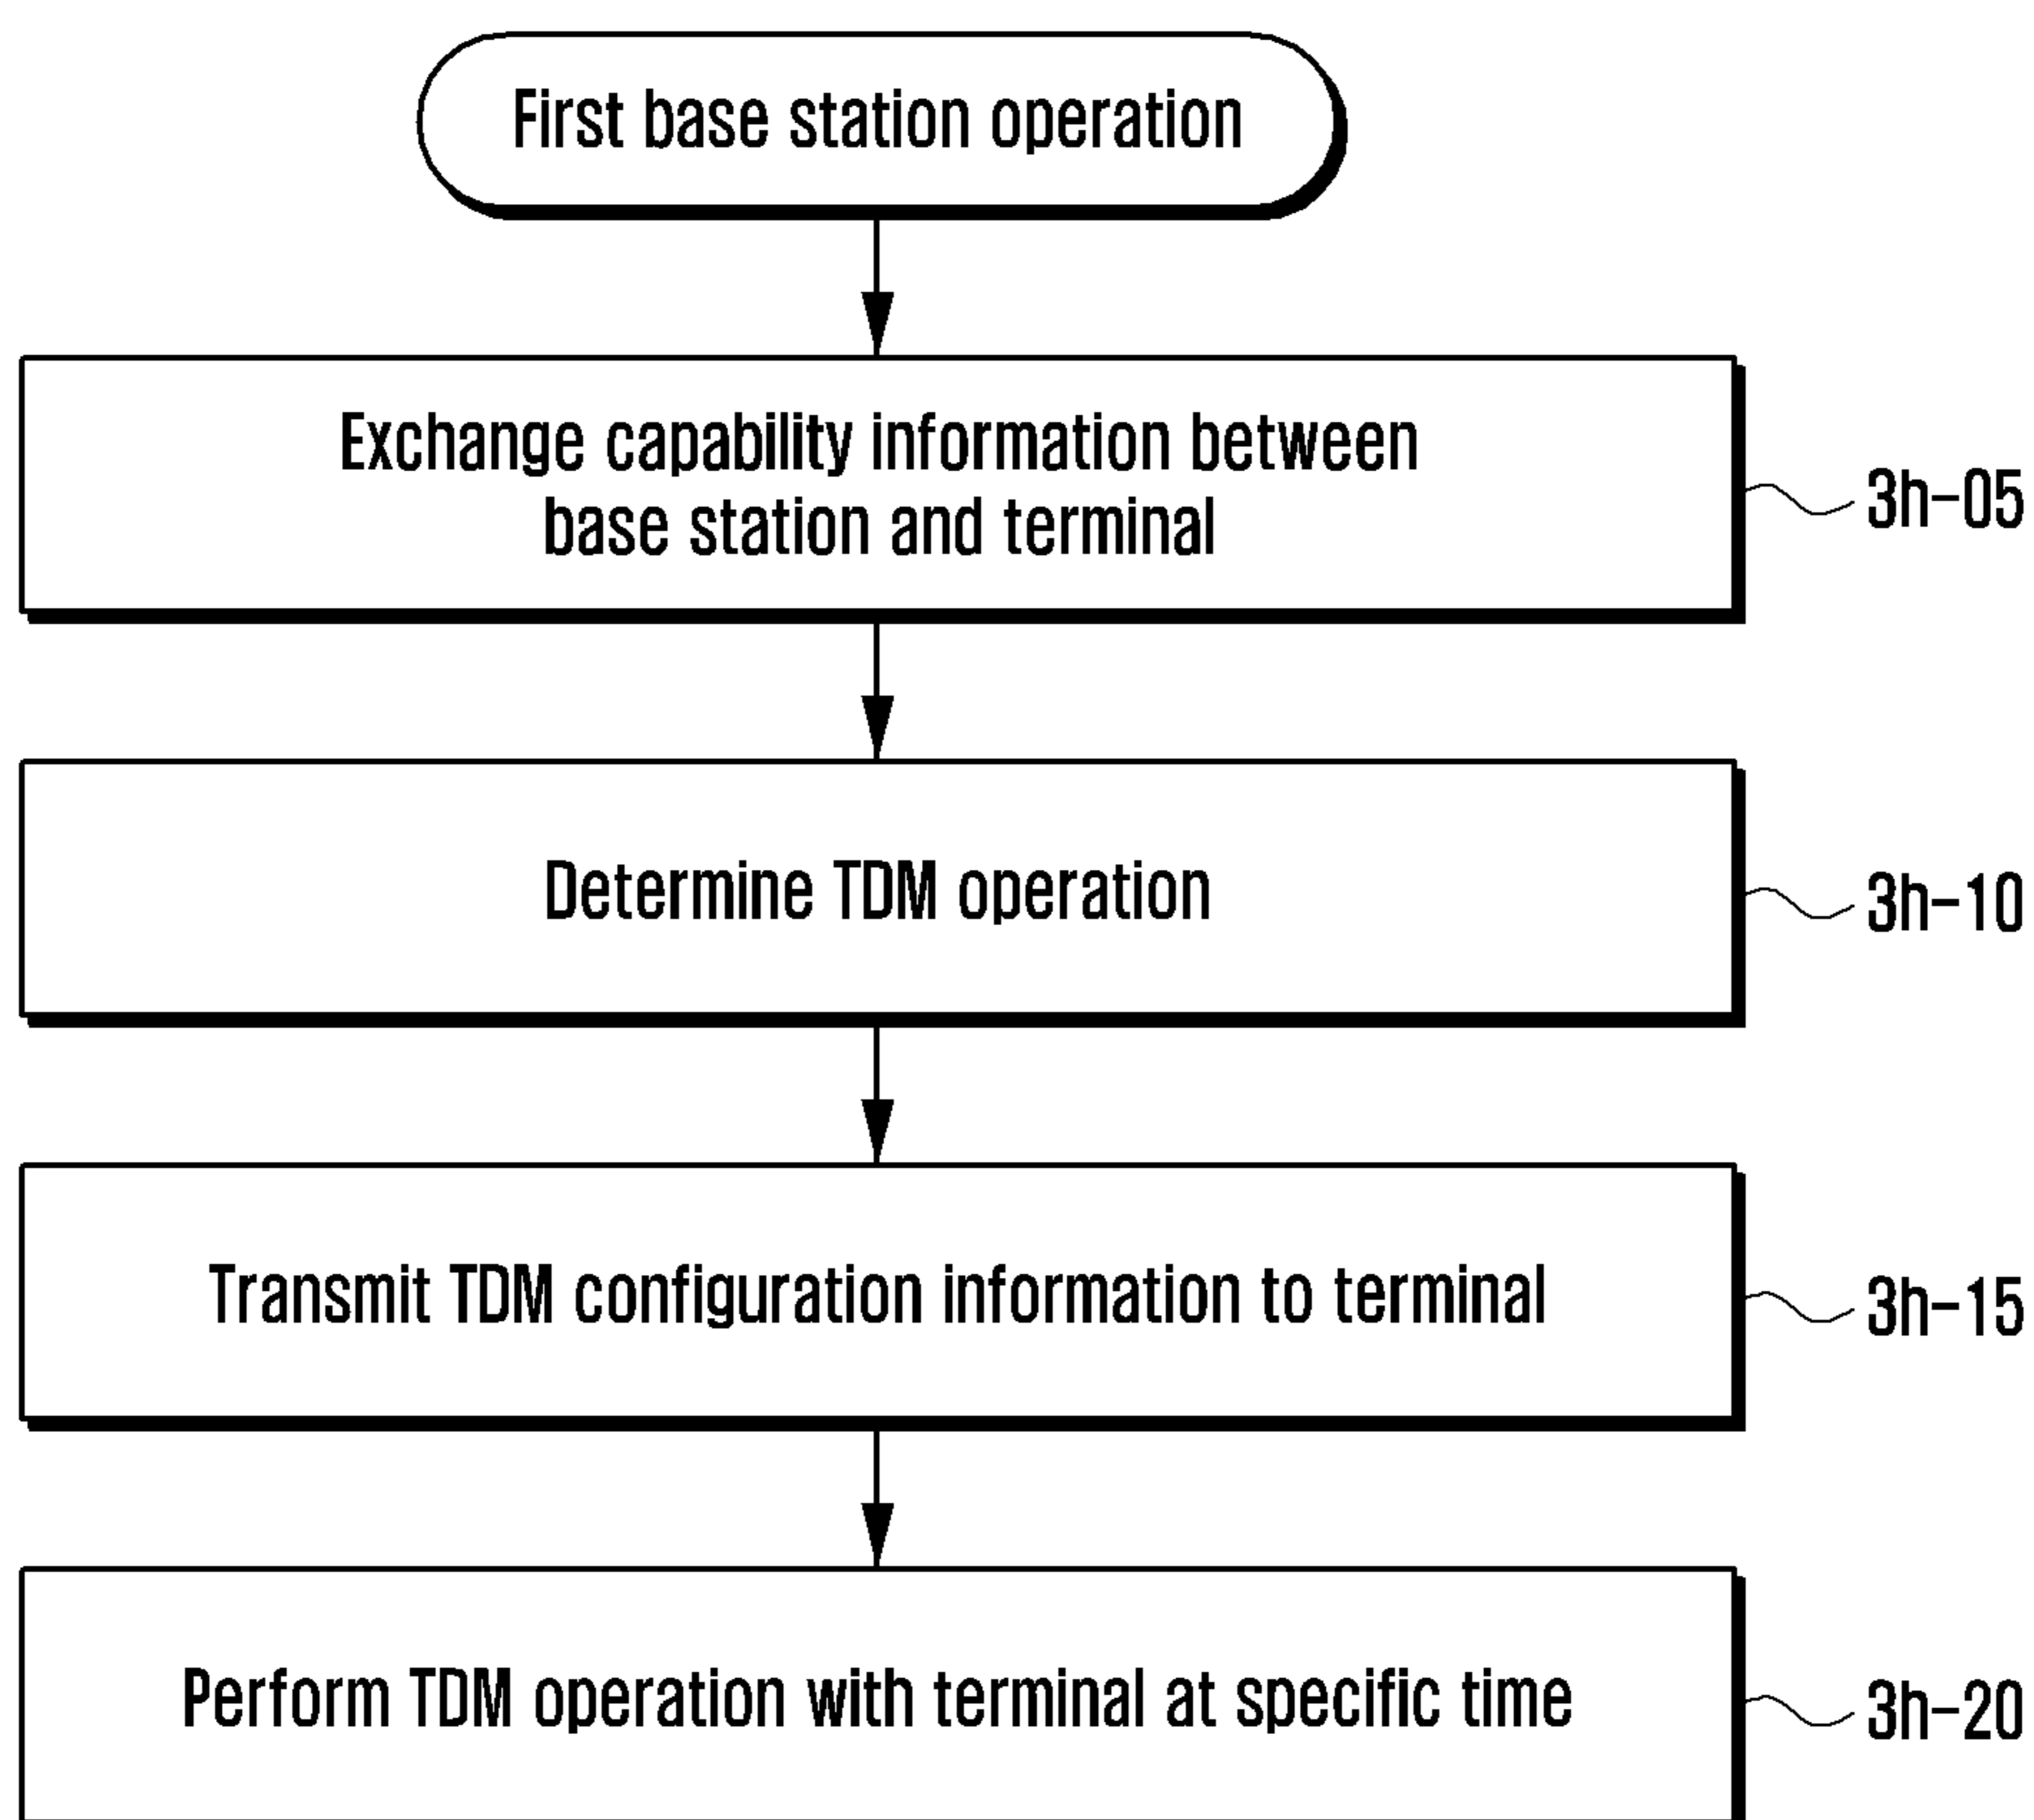 First base station operation
Exchange capability information between
base station and terminal
3h-05
Determine TDM operation
3h-10
Transmit TDM configuration information to terminal
3h-15
Perform TDM operation with terminal at specific time
3h-20